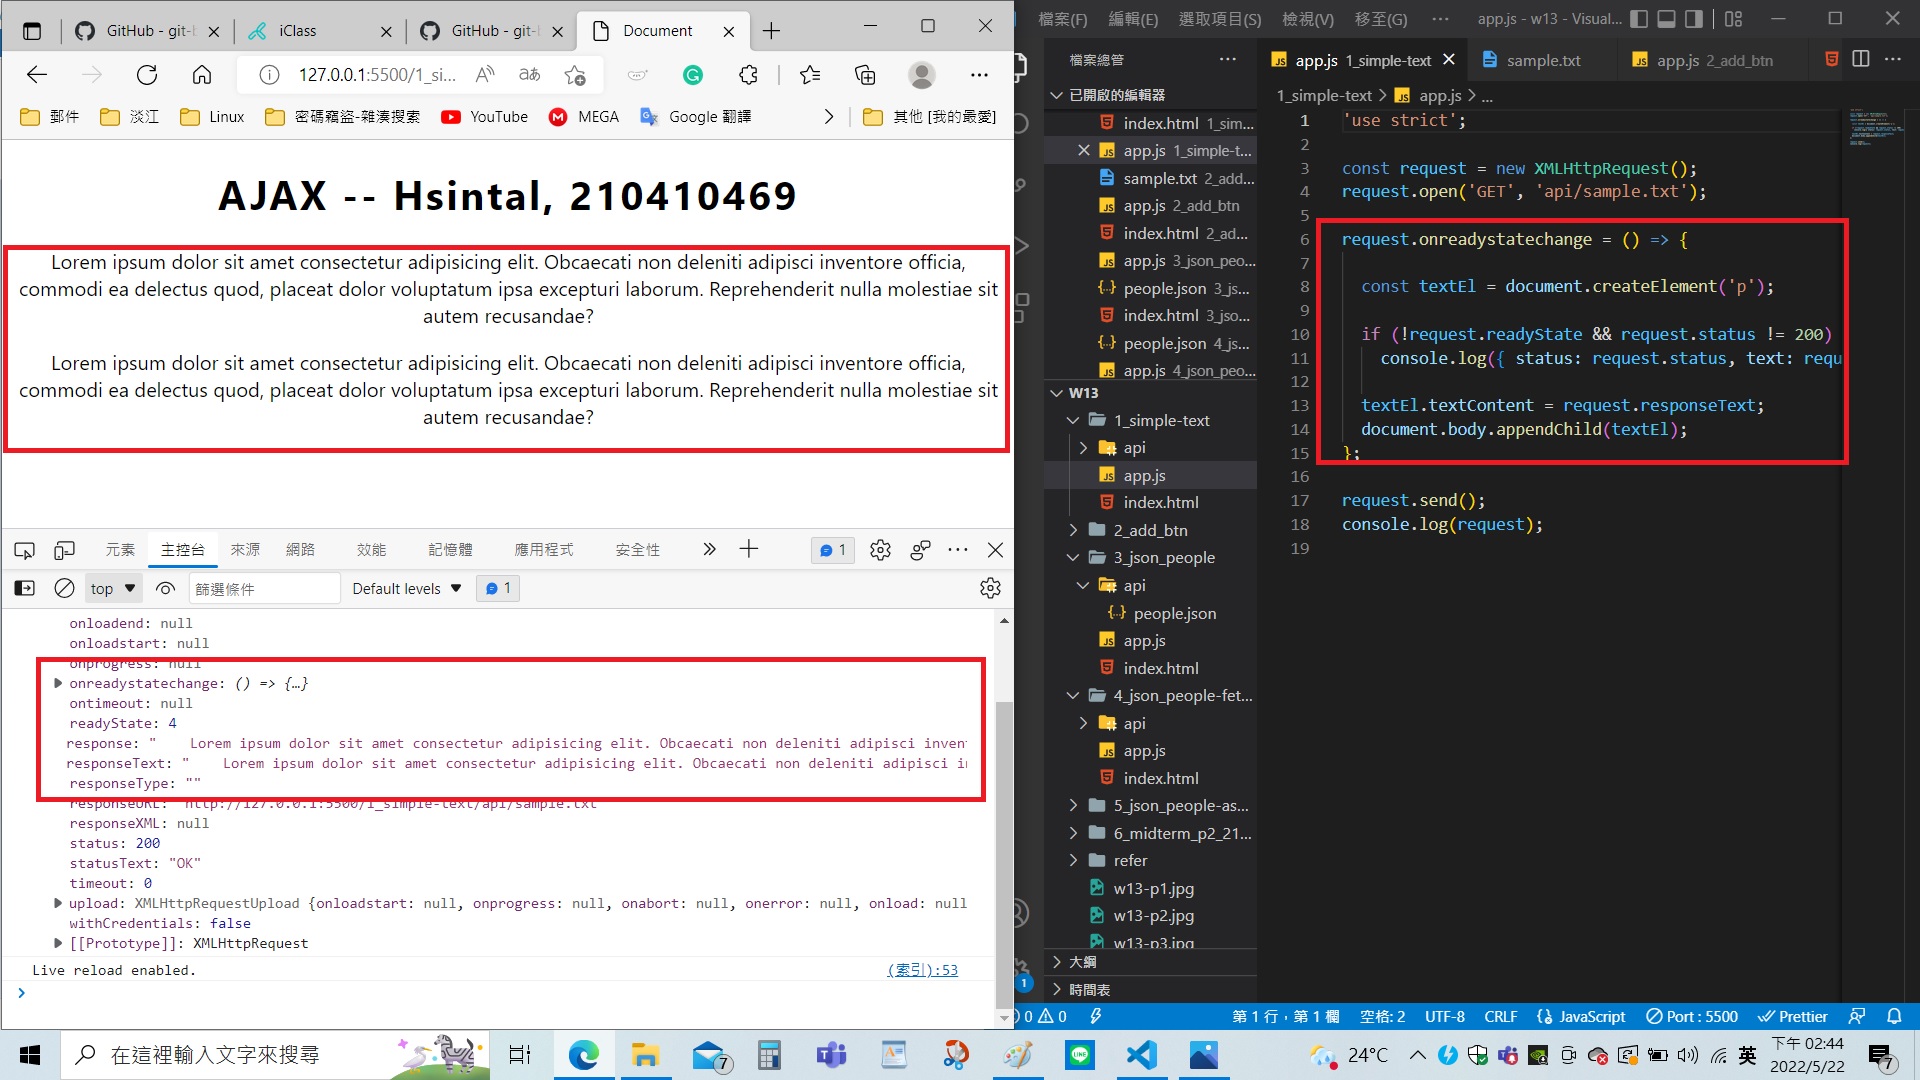 GitHub - git-l
iClass
GitHub - git-l
Document
127.0.0.1:5500/1_si...
郵件
淡江
Linux
密碼竊盜-雜湊搜索
YouTube
MEGA
Google 翻譯
其他 [我的最愛]
AJAX -- Hsintal, 210410469
Lorem ipsum dolor sit amet consectetur adipisicing elit. Obcaecati non deleniti adipisci inventore officia,
commodi ea delectus quod, placeat dolor voluptatum ipsa excepturi laborum. Reprehenderit nulla molestiae sit
autem recusandae?
Lorem ipsum dolor sit amet consectetur adipisicing elit. Obcaecati non deleniti adipisci inventore officia,
commodi ea delectus quod, placeat dolor voluptatum ipsa excepturi laborum. Reprehenderit nulla molestiae sit
autem recusandae?
元素 主控台 來源 網路 效能 記憶體 應用程式 安全性 1
top 篩選條件 Default levels 1
onloadend: null
onloadstart: null
onprogress: null
onreadystatechange: () => {…}
ontimeout: null
readyState: 4
response: "    Lorem ipsum dolor sit amet consectetur adipisicing elit. Obcaecati non deleniti adipisci inven
responseText: "    Lorem ipsum dolor sit amet consectetur adipisicing elit. Obcaecati non deleniti adipisci i
responseType: ""
responseURL: "http://127.0.0.1:5500/1_simple-text/api/sample.txt"
responseXML: null
status: 200
statusText: "OK"
timeout: 0
upload: XMLHttpRequestUpload {onloadstart: null, onprogress: null, onabort: null, onerror: null, onload: null
withCredentials: false
[[Prototype]]: XMLHttpRequest
Live reload enabled. (索引):53
檔案(F) 編輯(E) 選取項目(S) 檢視(V) 移至(G) ... app.js - w13 - Visual...
檔案總管
已開啟的編輯器
index.html 1_sim...
app.js 1_simple-t...
sample.txt 2_add...
app.js 2_add_btn
index.html 2_ad...
app.js 3_json_peo...
people.json 3_js...
index.html 3_jso...
people.json 4_js...
app.js 4_json_peo...
W13
1_simple-text
api
app.js
index.html
2_add_btn
3_json_people
api
people.json
app.js
index.html
4_json_people-fet...
api
app.js
index.html
5_json_people-as...
6_midterm_p2_21...
refer
w13-p1.jpg
w13-p2.jpg
w13-p3.jpg
大綱
時間表
app.js 1_simple-text
sample.txt
app.js 2_add_btn
1_simple-text > app.js > ...
1 'use strict';
2
3 const request = new XMLHttpRequest();
4 request.open('GET', 'api/sample.txt');
5
6 request.onreadystatechange = () => {
7
8 const textEl = document.createElement('p');
9
10 if (!request.readyState && request.status != 200)
11 console.log({ status: request.status, text: requ
12
13 textEl.textContent = request.responseText;
14 document.body.appendChild(textEl);
15 };
16
17 request.send();
18 console.log(request);
19
1
0 0 第 1 行，第 1 欄 空格: 2 UTF-8 CRLF JavaScript Port : 5500 Prettier
在這裡輸入文字來搜尋
7
24°C
英
下午 02:44
2022/5/22
7